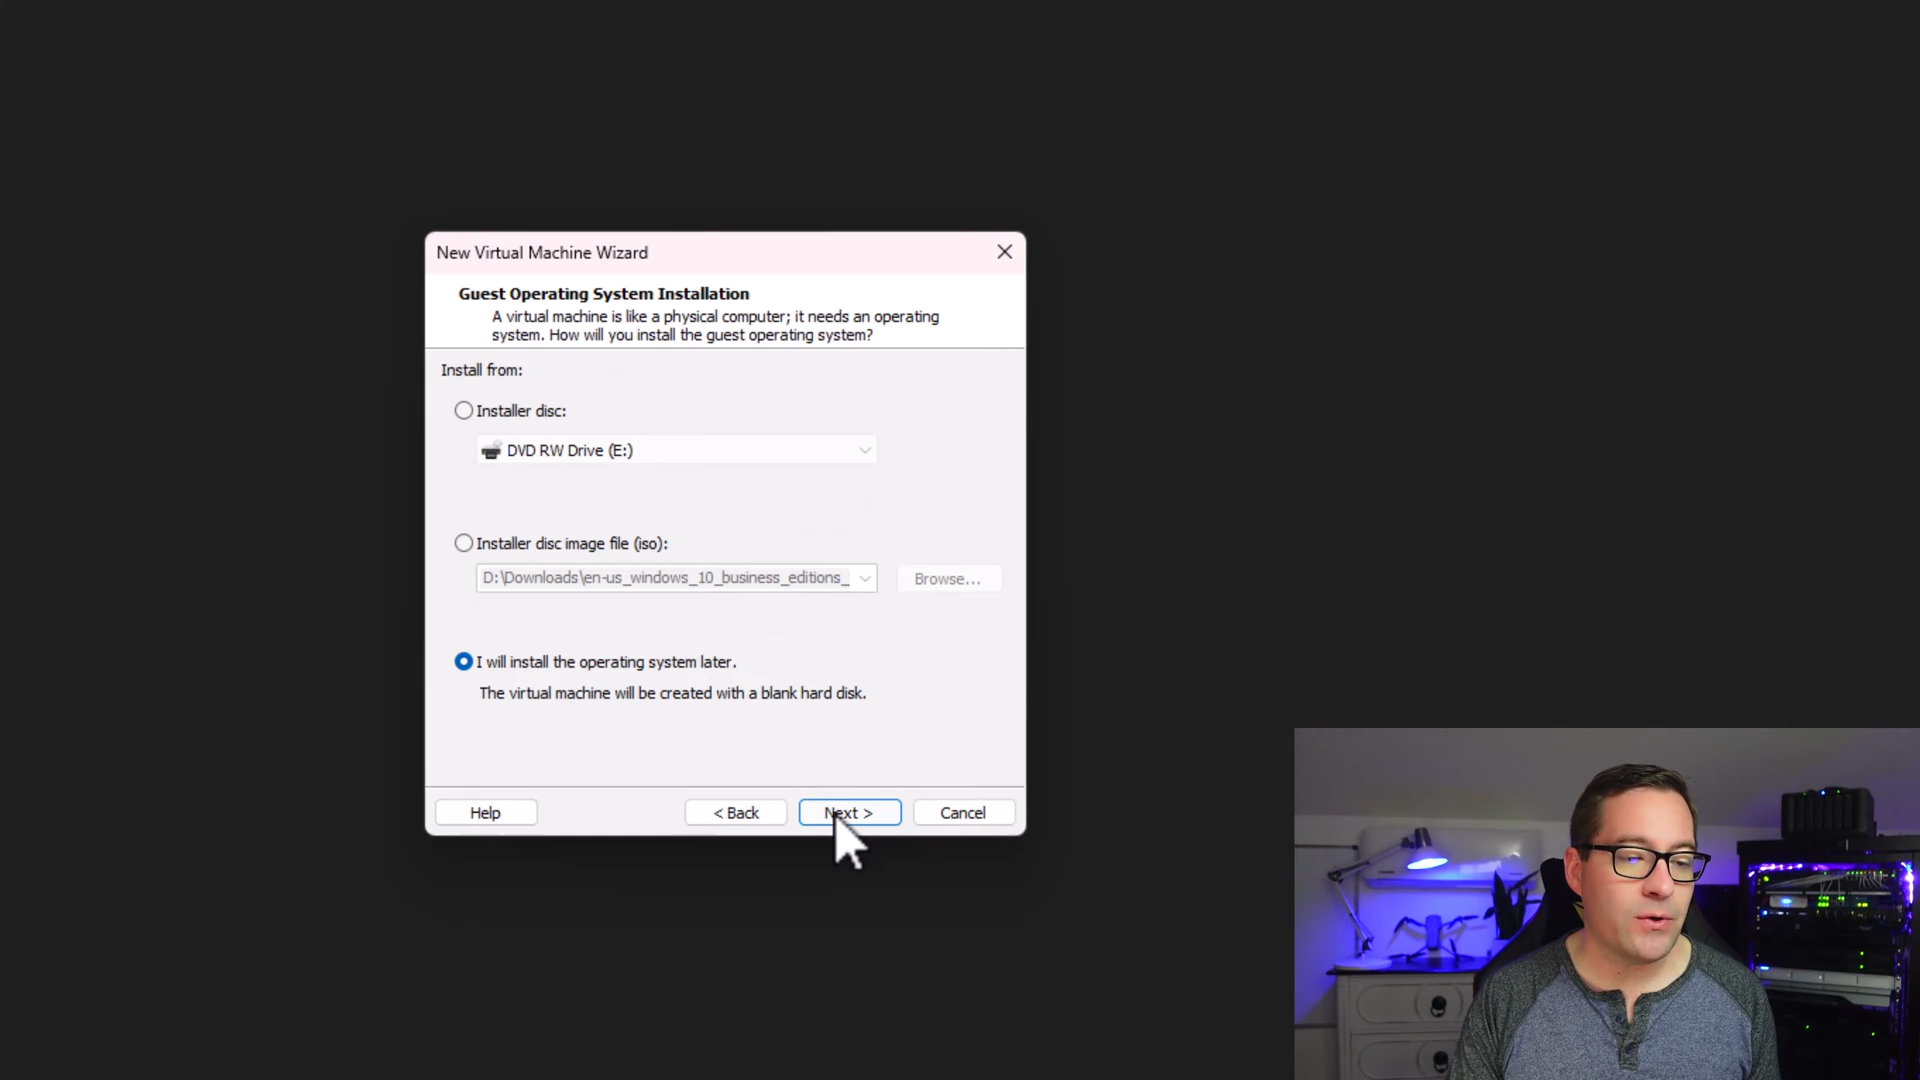 New Virtual Machine Wizard
Guest Operating System Installation
A virtual machine is like a physical computer; it needs an operating
system. How will you install the guest operating system?
Install from:
Installer disc:
DVD RW Drive (E:)
Installer disc image file (iso):
D:\Downloads\en-us_windows_10_business_editions_
Browse...
I will install the operating system later.
The virtual machine will be created with a blank hard disk.
Help
< Back
Next >
Cancel